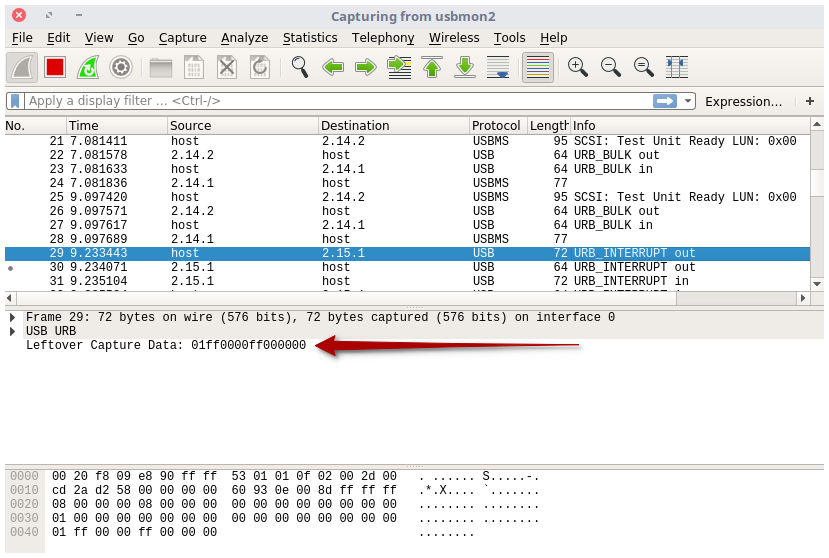 Capturing from usbmon2
File Edit View Go Capture Analyze Statistics Telephony Wireless Tools Help
Apply a display filter ... <Ctrl-/> Expression... +
No. Time Source Destination Protocol Length Info
21 7.081411 host 2.14.2 USBMS 95 SCSI: Test Unit Ready LUN: 0x00
22 7.081578 2.14.2 host USB 64 URB_BULK out
23 7.081633 host 2.14.1 USB 64 URB_BULK in
24 7.081836 2.14.1 host USBMS 77
25 9.097420 host 2.14.2 USBMS 95 SCSI: Test Unit Ready LUN: 0x00
26 9.097571 2.14.2 host USB 64 URB_BULK out
27 9.097617 host 2.14.1 USB 64 URB_BULK in
28 9.097689 2.14.1 host USBMS 77
29 9.233443 host 2.15.1 USB 72 URB_INTERRUPT out
30 9.234071 2.15.1 host USB 64 URB_INTERRUPT out
31 9.235104 2.15.1 host USB 72 URB_INTERRUPT in
Frame 29: 72 bytes on wire (576 bits), 72 bytes captured (576 bits) on interface 0
USB URB
Leftover Capture Data: 01ff0000ff000000
0000 00 20 f8 09 e8 90 ff ff 53 01 01 0f 02 00 2d 00 . ...... S.....-.
0010 cd 2a d2 58 00 00 00 00 60 93 0e 00 8d ff ff ff .*.X.... `.......
0020 08 00 00 00 08 00 00 00 00 00 00 00 00 00 00 00 ........ ........
0030 01 00 00 00 00 00 00 00 00 00 00 00 00 00 00 00 ........ ........
0040 01 ff 00 00 ff 00 00 00 ........